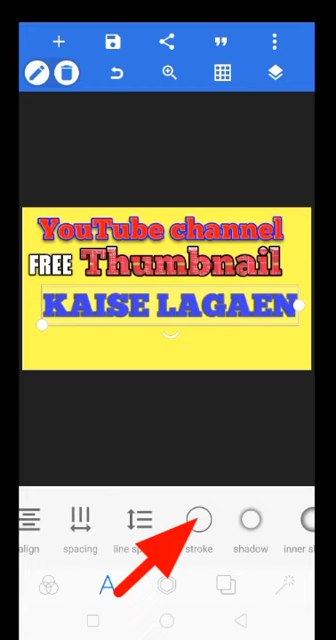 YouTube channel
FREE Thumbnail
KAISE LAGAEN
align spacing line sp stroke shadow inner s